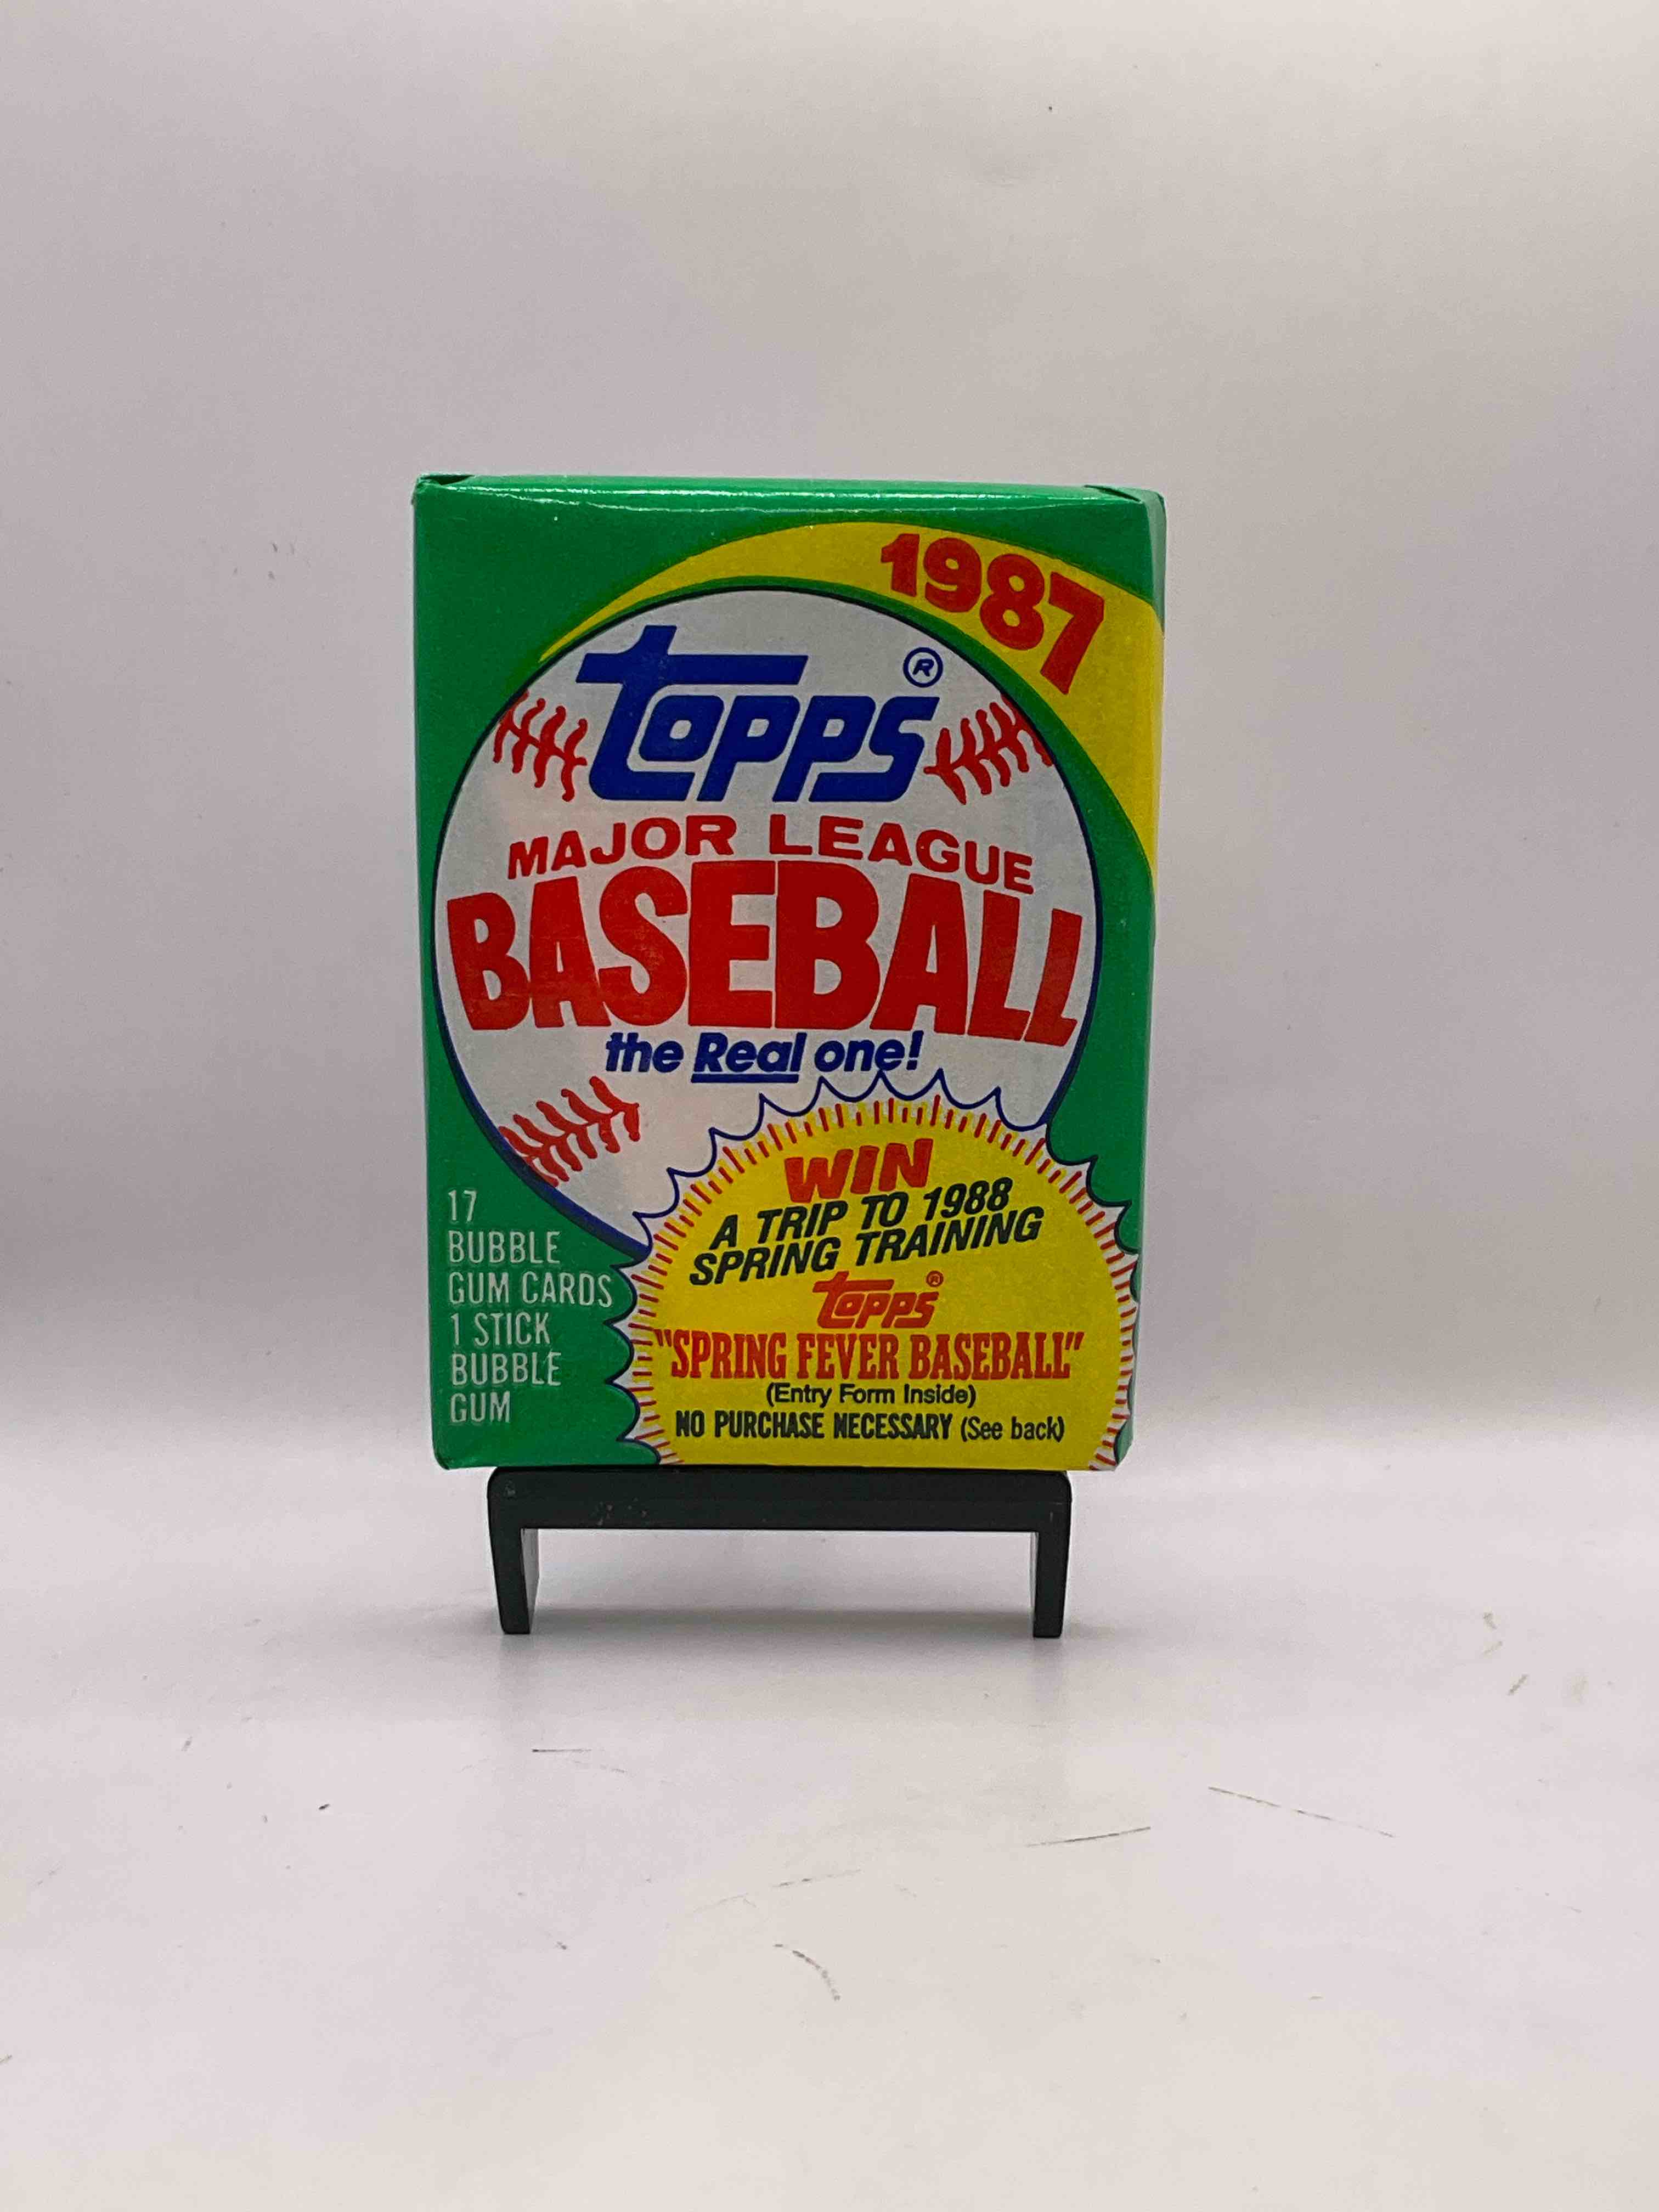 1987
Topps®
MAJOR LEAGUE
BASEBALL
the Real one!
17
BUBBLE
GUM CARDS
1 STICK
BUBBLE
GUM
WIN
A TRIP TO 1988
SPRING TRAINING
Topps®
"SPRING FEVER BASEBALL"
(Entry Form Inside)
NO PURCHASE NECESSARY (See back)